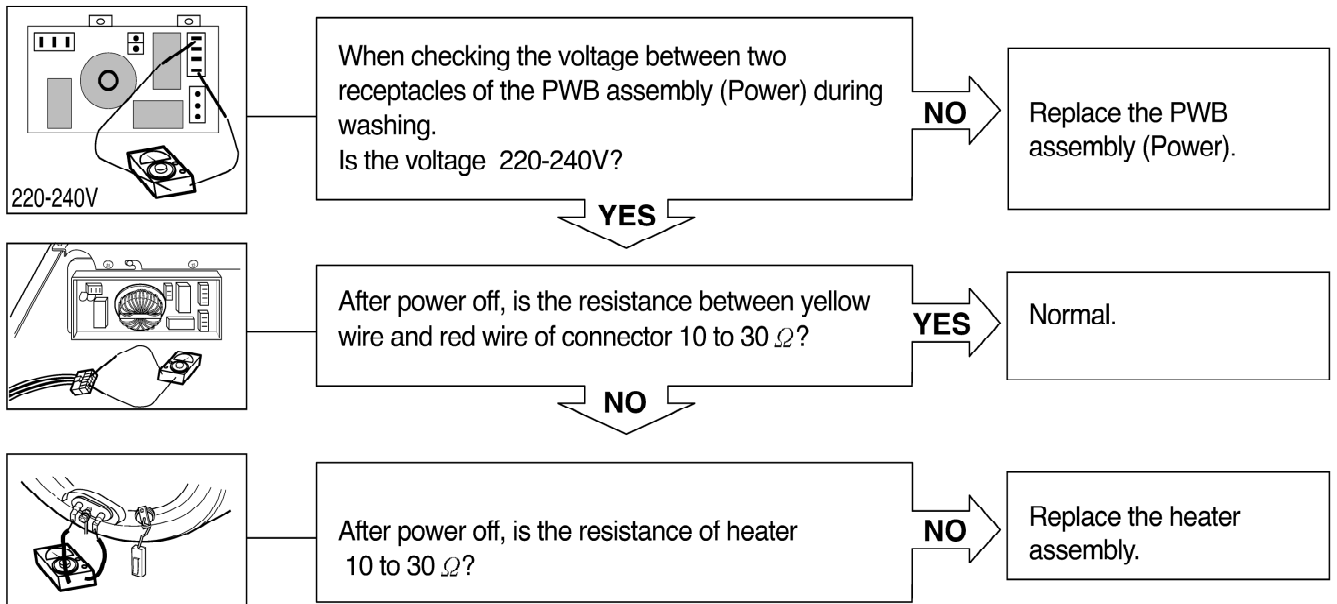 220-240V
When checking the voltage between two
receptacles of the PWB assembly (Power) during
washing.
Is the voltage 220-240V?
NO
Replace the PWB
assembly (Power).
YES
After power off, is the resistance between yellow
wire and red wire of connector 10 to 30 Ω?
YES
Normal.
NO
After power off, is the resistance of heater
10 to 30 Ω?
NO
Replace the heater
assembly.